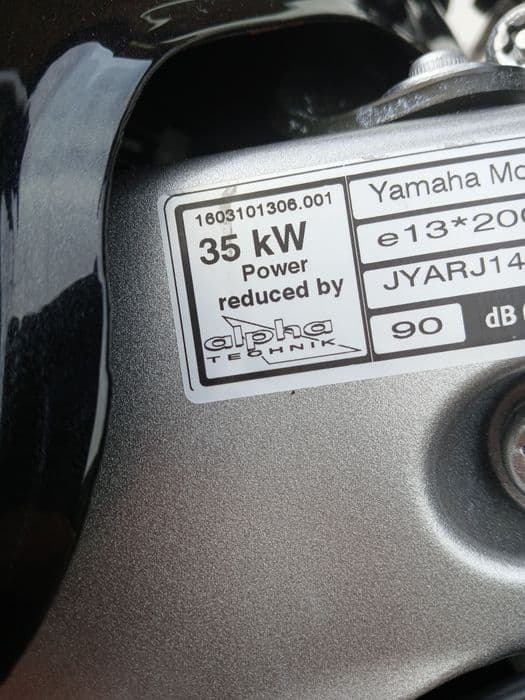 1603101306.001
35 kW
Power
reduced by
alpha
TECHNIK
Yamaha Mo
e13*200
JYARJ14
90 dB